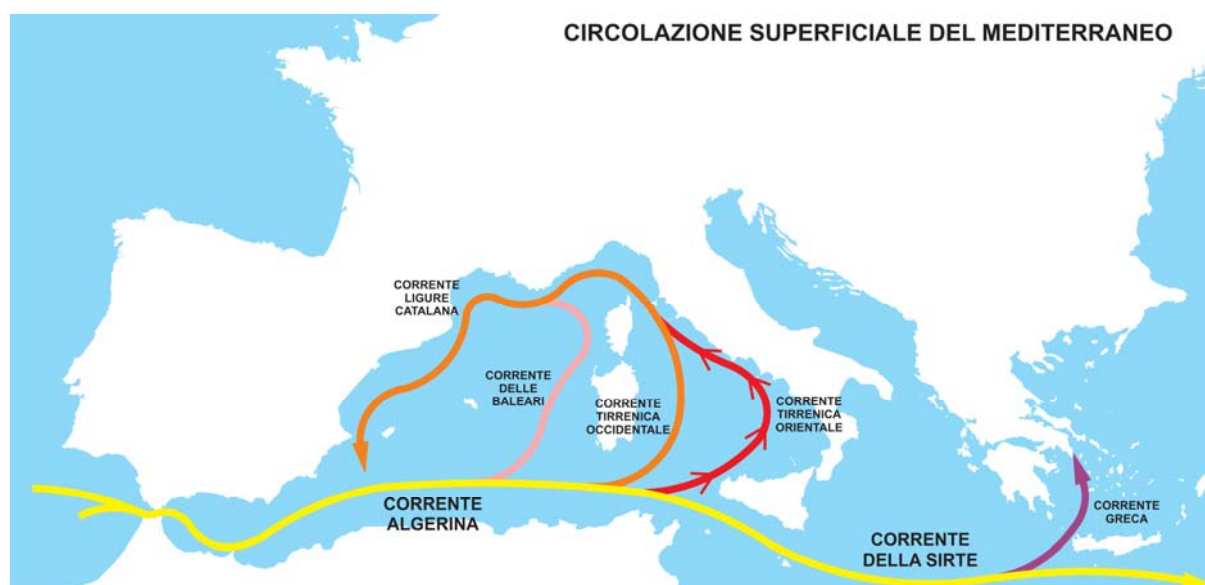 CIRCOLAZIONE SUPERFICIALE DEL MEDITERRANEO
CORRENTE
LIGURE
CATALANA
CORRENTE
DELLE
BALEARI
CORRENTE
TIRRENICA
OCCIDENTALE
CORRENTE
TIRRENICA
ORIENTALE
CORRENTE
ALGERINA
CORRENTE
DELLA SIRTE
CORRENTE
GRECA